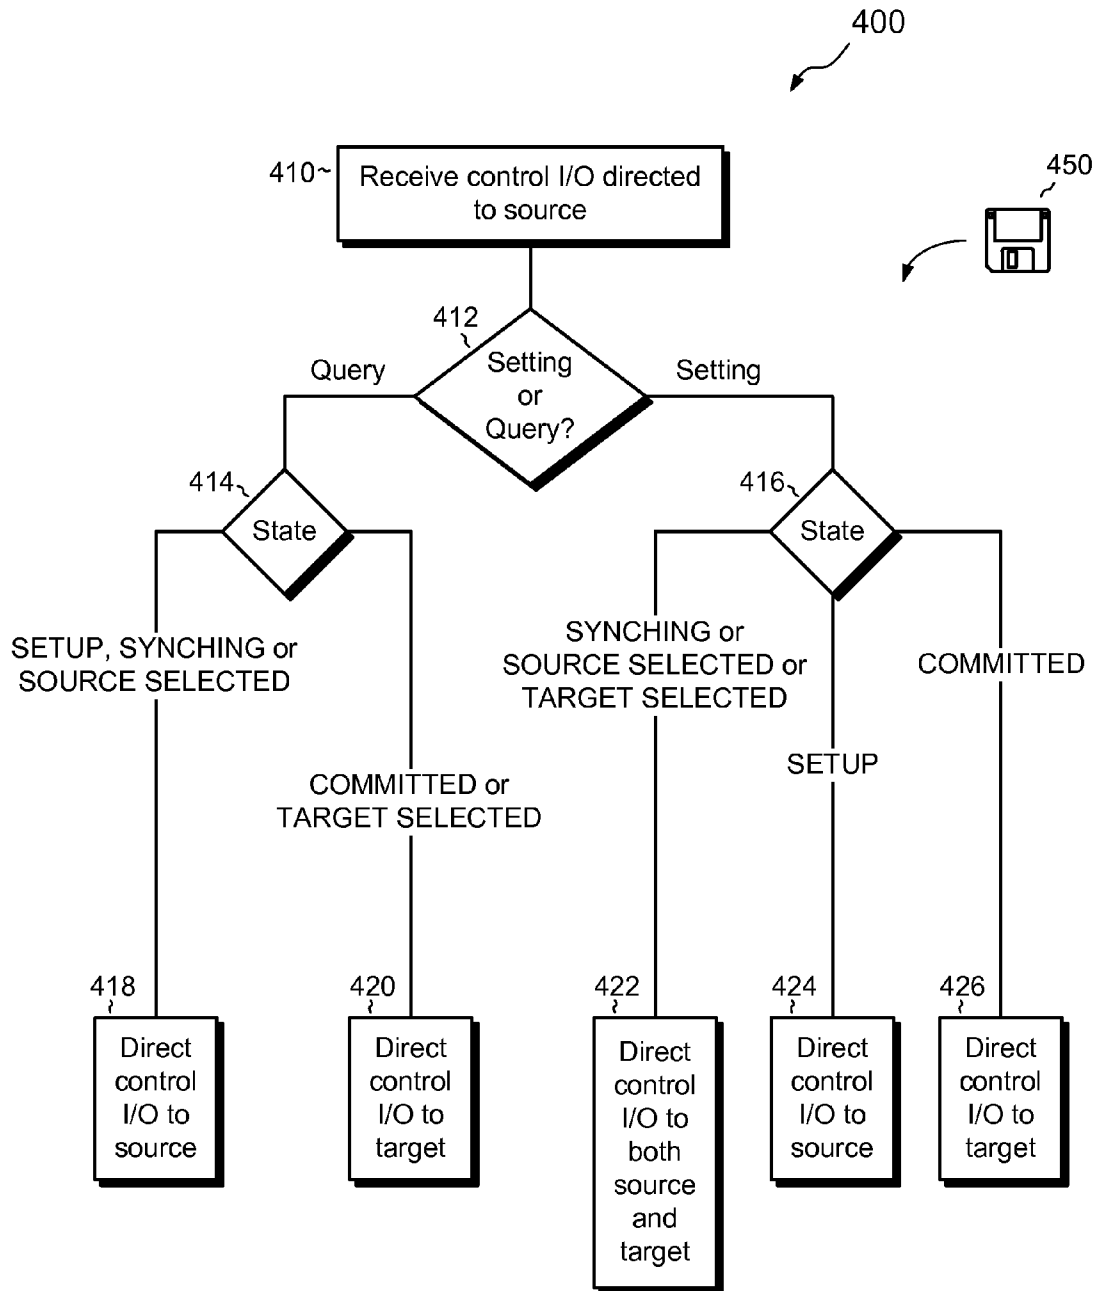 400
410
Receive control I/O directed
to source
450
412
Setting
or
Query?
Query
Setting
414
State
416
State
SETUP, SYNCHING or
SOURCE SELECTED
COMMITTED or
TARGET SELECTED
SYNCHING or
SOURCE SELECTED or
TARGET SELECTED
SETUP
COMMITTED
418
Direct
control
I/O to
source
420
Direct
control
I/O to
target
422
Direct
control
I/O to
both
source
and
target
424
Direct
control
I/O to
source
426
Direct
control
I/O to
target